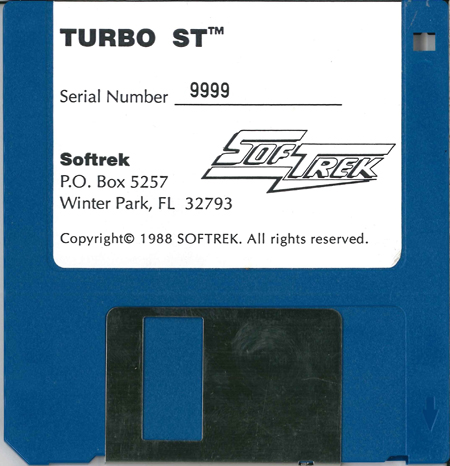 TURBO ST™
Serial Number 9999
SOFTREK
Softrek
P.O. Box 5257
Winter Park, FL 32793
Copyright© 1988 SOFTREK. All rights reserved.